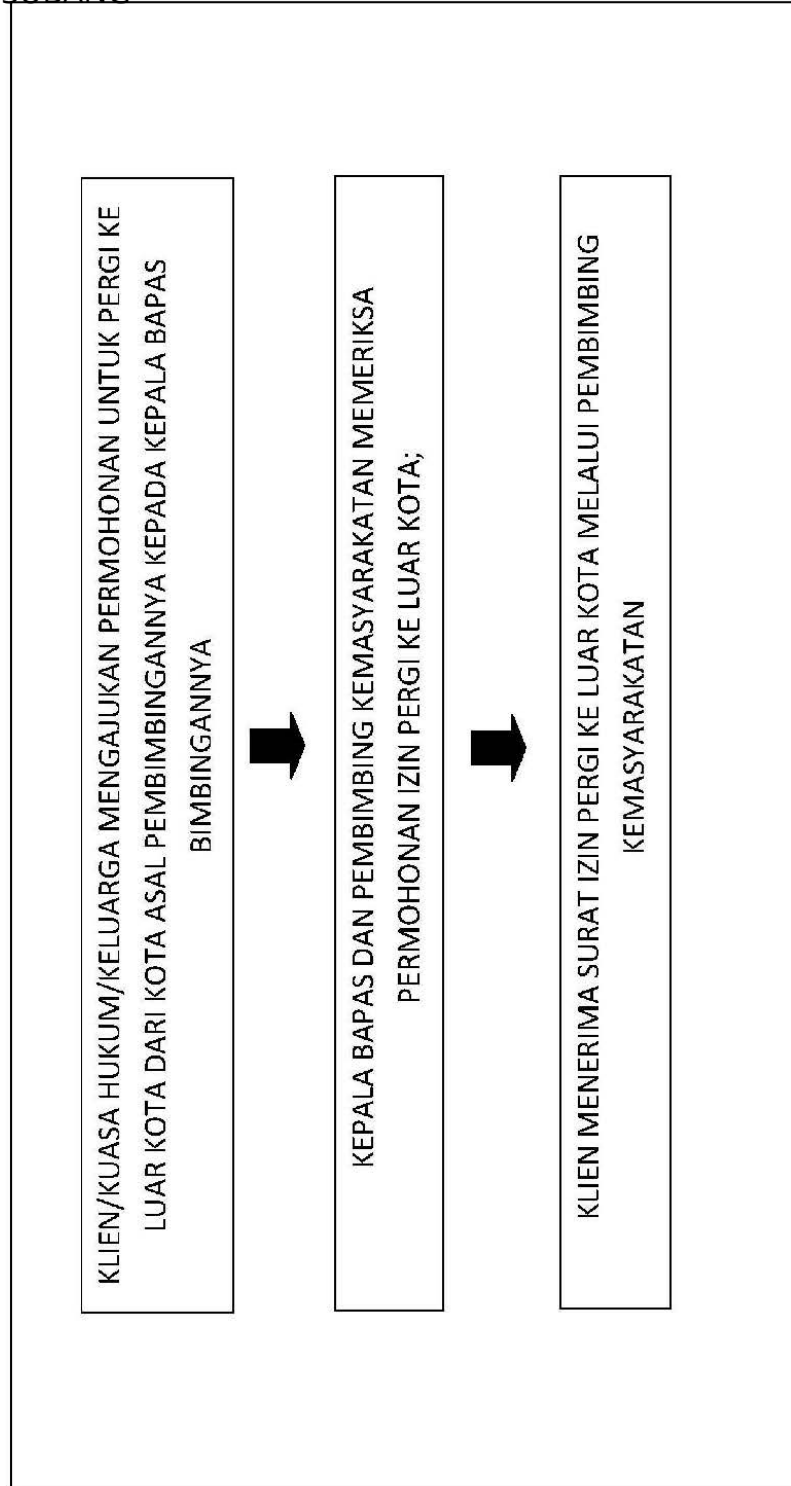 KLIEN/KUASA HUKUM/KELUARGA MENGAJUKAN PERMOHONAN UNTUK PERGI KE
LUAR KOTA DARI KOTA ASAL PEMBIMBINGANNYA KEPADA KEPALA BAPAS
BIMBINGANNYA
KEPALA BAPAS DAN PEMBIMBING KEMASYARAKATAN MEMERIKSA
PERMOHONAN IZIN PERGI KE LUAR KOTA;
KLIEN MENERIMA SURAT IZIN PERGI KE LUAR KOTA MELALUI PEMBIMBING
KEMASYARAKATAN